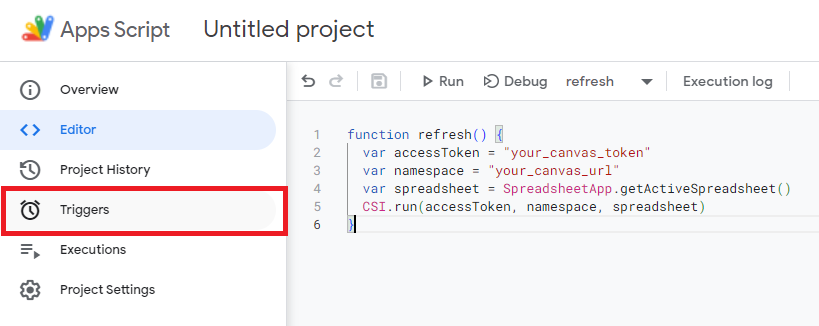 Apps Script
Untitled project
Overview
Editor
Project History
Triggers
Executions
Project Settings
Run
Debug
refresh
Execution log
1 function refresh() {
2 var accessToken = "your_canvas_token"
3 var namespace = "your_canvas_url"
4 var spreadsheet = SpreadsheetApp.getActiveSpreadsheet()
5 CSI.run(accessToken, namespace, spreadsheet)
6 }